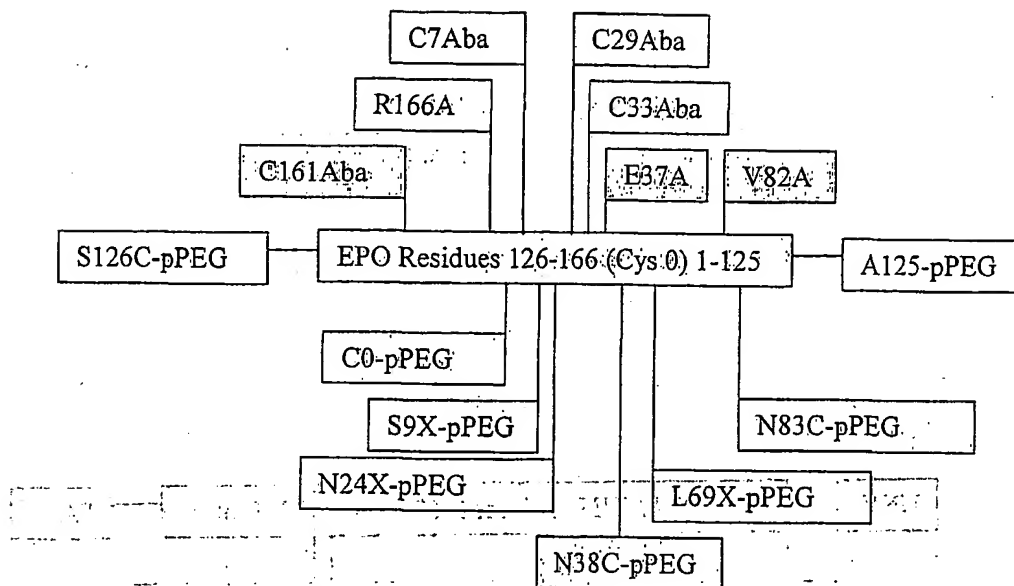 C7Aba
C29Aba
R166A
C33Aba
C161Aba
E37A
V82A
S126C-pPEG
EPO Residues 126-166 (Cys 0) 1-125
A125-pPEG
C0-pPEG
S9X-pPEG
N83C-pPEG
N24X-pPEG
L69X-pPEG
N38C-pPEG